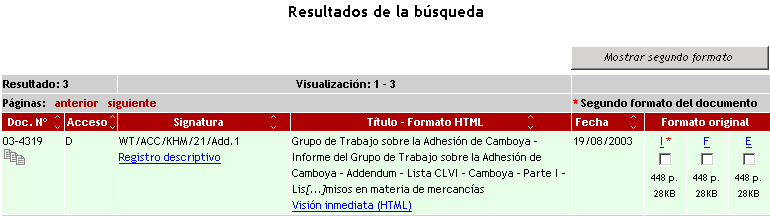 Resultados de la búsqueda
Mostrar segundo formato
Resultado: 3 Visualización: 1 - 3
Páginas: anterior siguiente * Segundo formato del documento
Doc. Nº Acceso Signatura Título - Formato HTML Fecha Formato original
03-4319 D WT/ACC/KHM/21/Add.1 Grupo de Trabajo sobre la Adhesión de Camboya - 19/08/2003 I * F E
Registro descriptivo Informe del Grupo de Trabajo sobre la Adhesión de
Camboya - Addendum - Lista CLVI - Camboya - Parte I - 448 p. 448 p. 448 p.
Lis[...]misos en materia de mercancías 28KB 28KB 28KB
Visión inmediata (HTML)